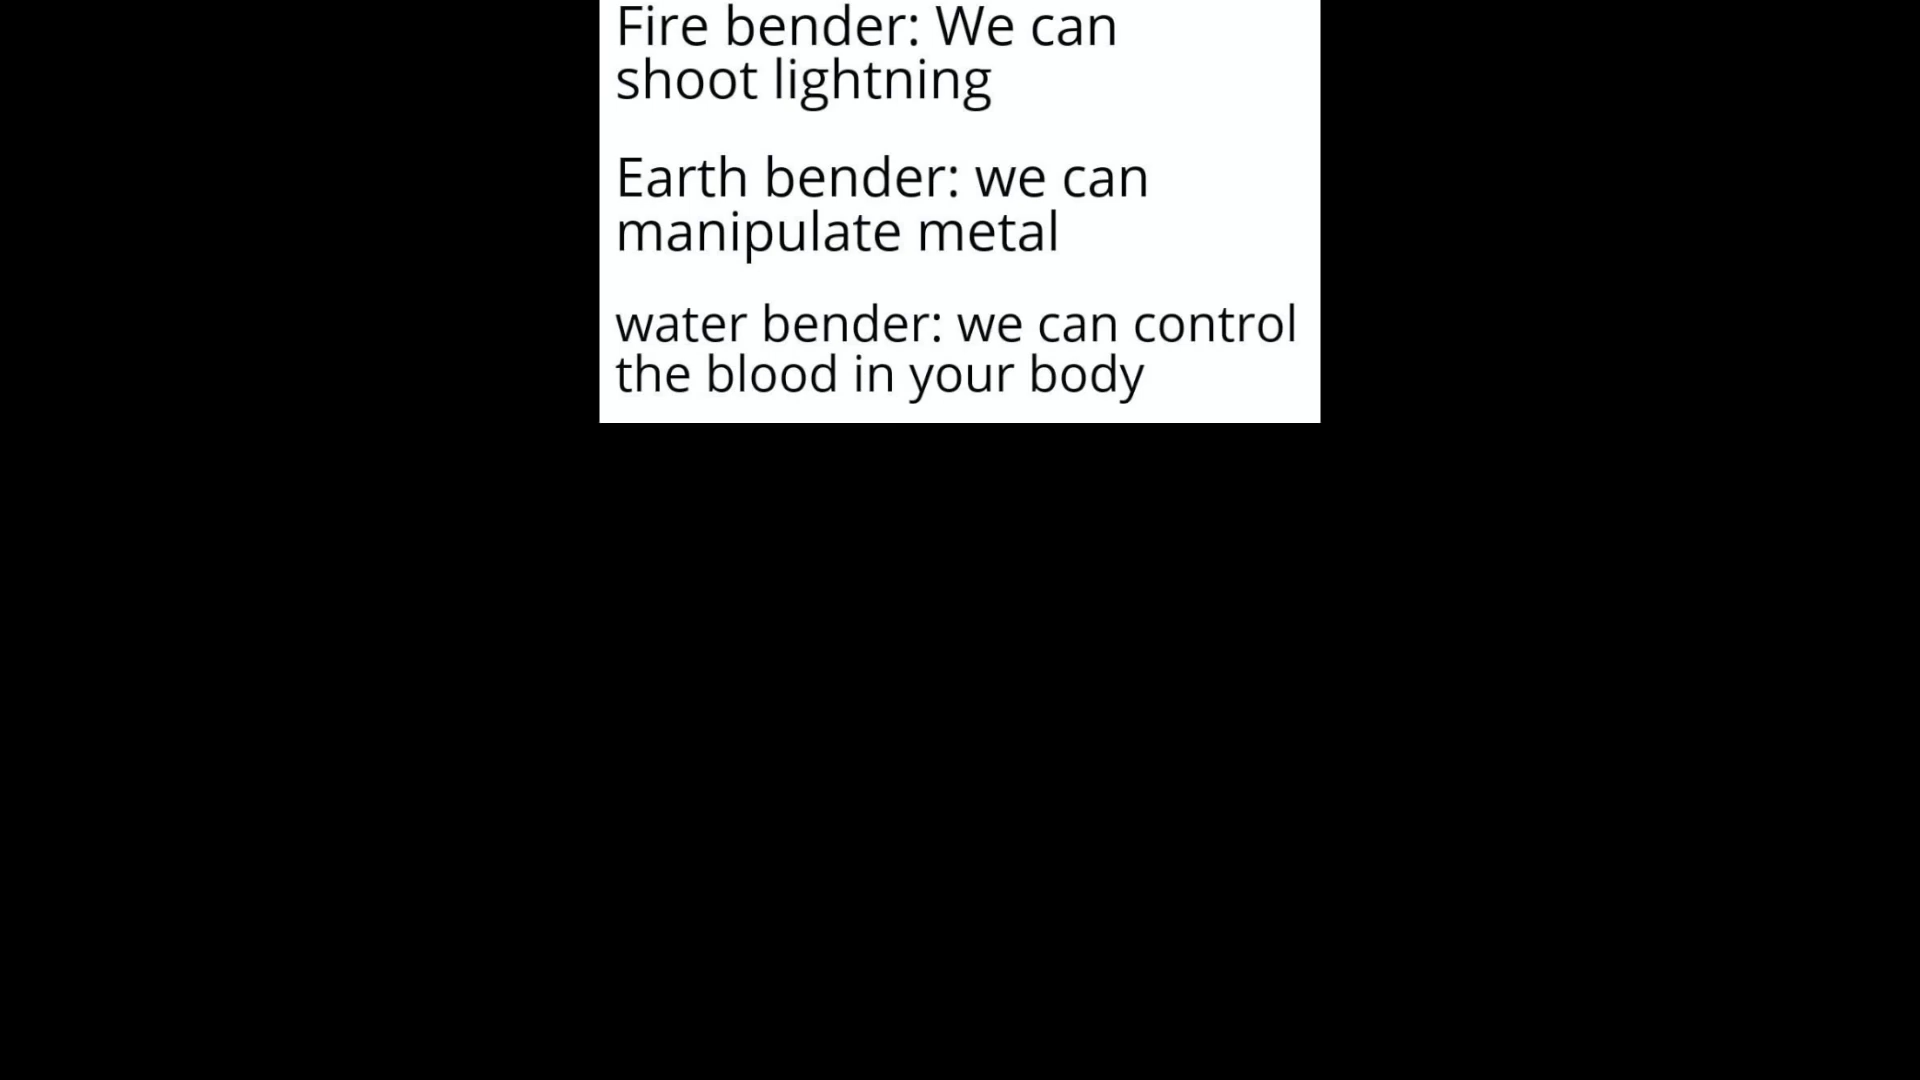 Fire bender: We can
shoot lightning
Earth bender: we can
manipulate metal
water bender: we can control
the blood in your body